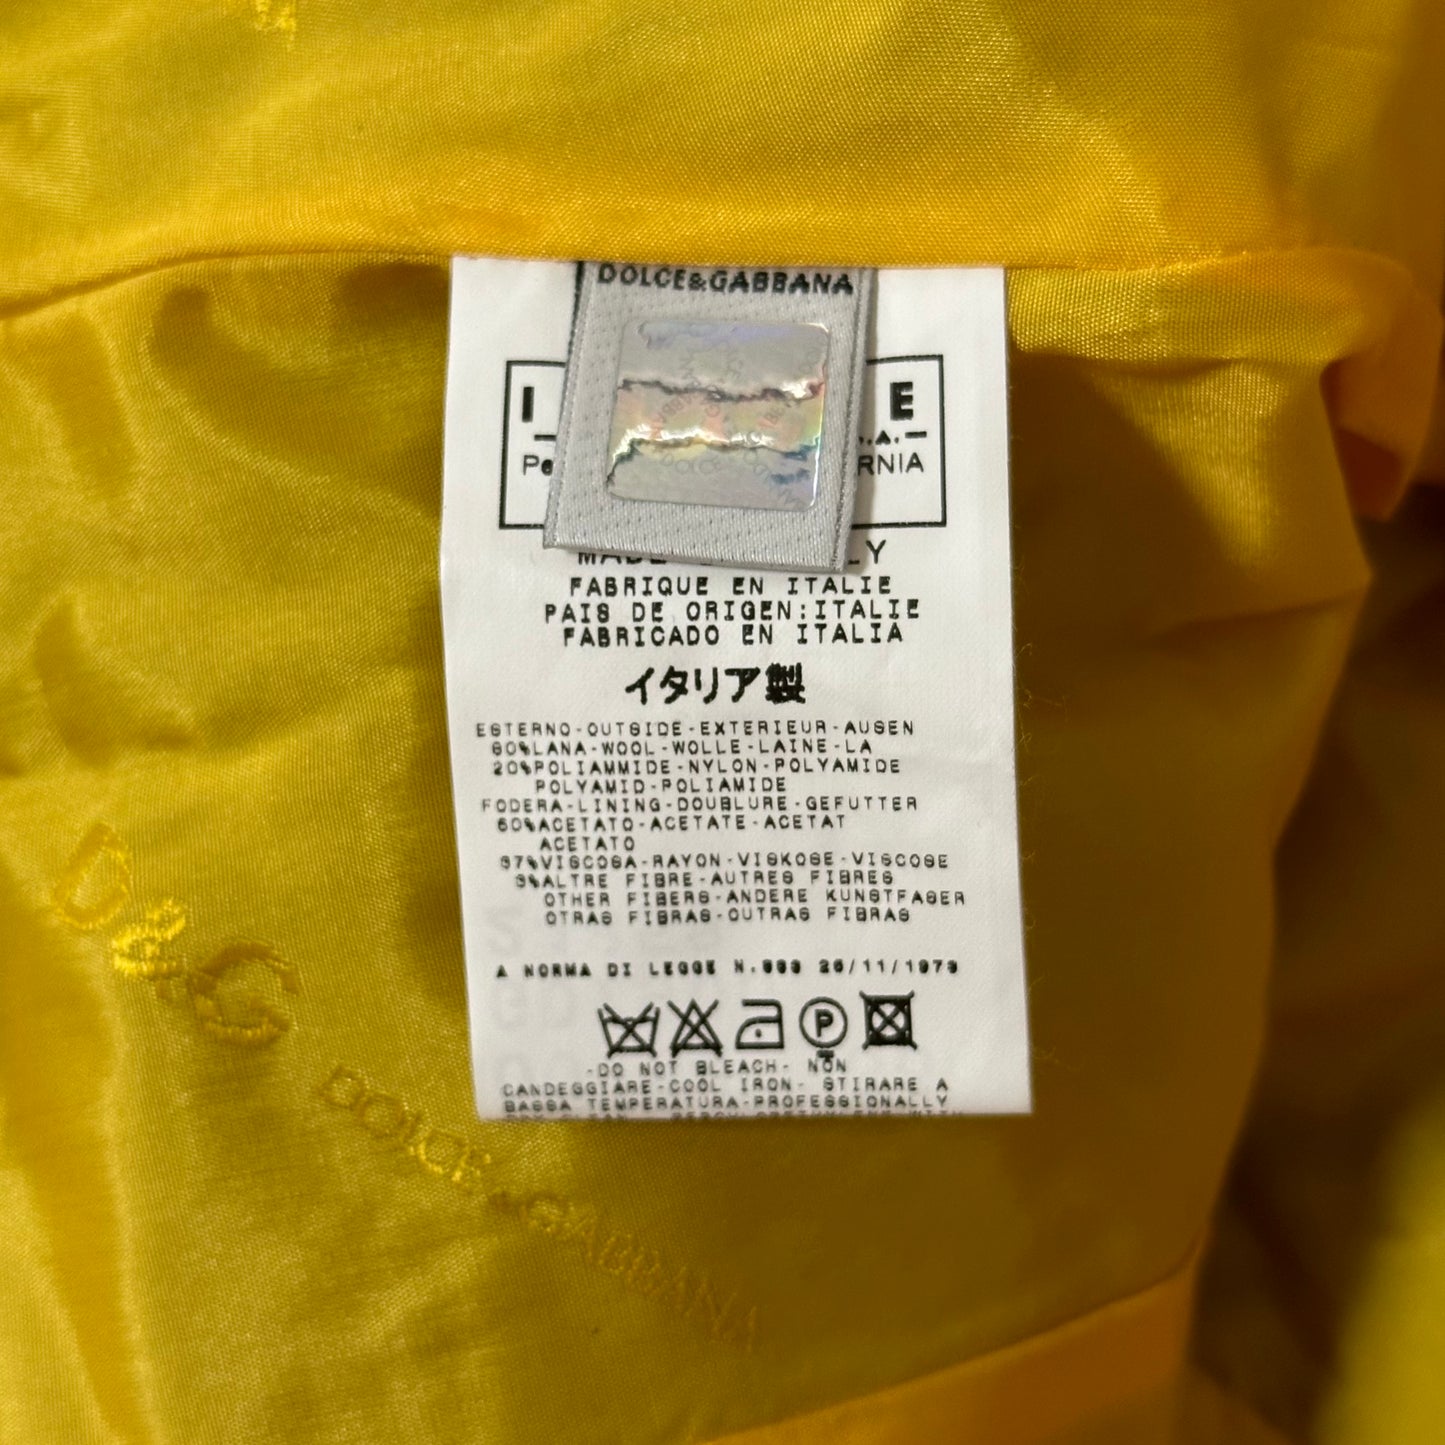 DOLCE&GABBANA
I E
RNIA
FABRIQUE EN ITALIE
PAIS DE ORIGEN:ITALIE
FABRICADO EN ITALIA
イタリア製
ESTERNO-OUTSIDE-EXTERIEUR-AUSEN
80%LANA-WOOL-WOLLE-LAINE-LA
20%POLIAMMIDE-NYLON-POLYAMIDE
POLYAMID-POLIAMIDE
FODERA-LINING-DOUBLURE-GEFUTTER
60%ACETATO-ACETATE-ACETAT
ACETATO
37%VISCOSA-RAYON-VISKOSE-VISCOSE
3%ALTRE FIBRE-AUTRES FIBRES
OTHER FIBERS-ANDERE KUNSTFASER
OTRAS FIBRAS-OUTRAS FIBRAS
A NORMA DI LEGGE N.883 26/11/1973
P
-DO NOT BLEACH- NON
CANDEGGIARE-COOL IRON- STIRARE A
BASSA TEMPERATURA-PROFESSIONALLY
D&G
DOLCE & GABBANA